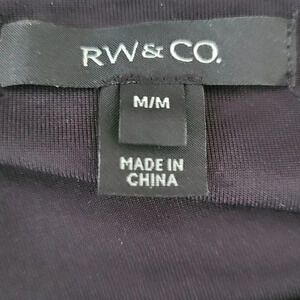 RW & CO.
M/M
MADE IN
CHINA